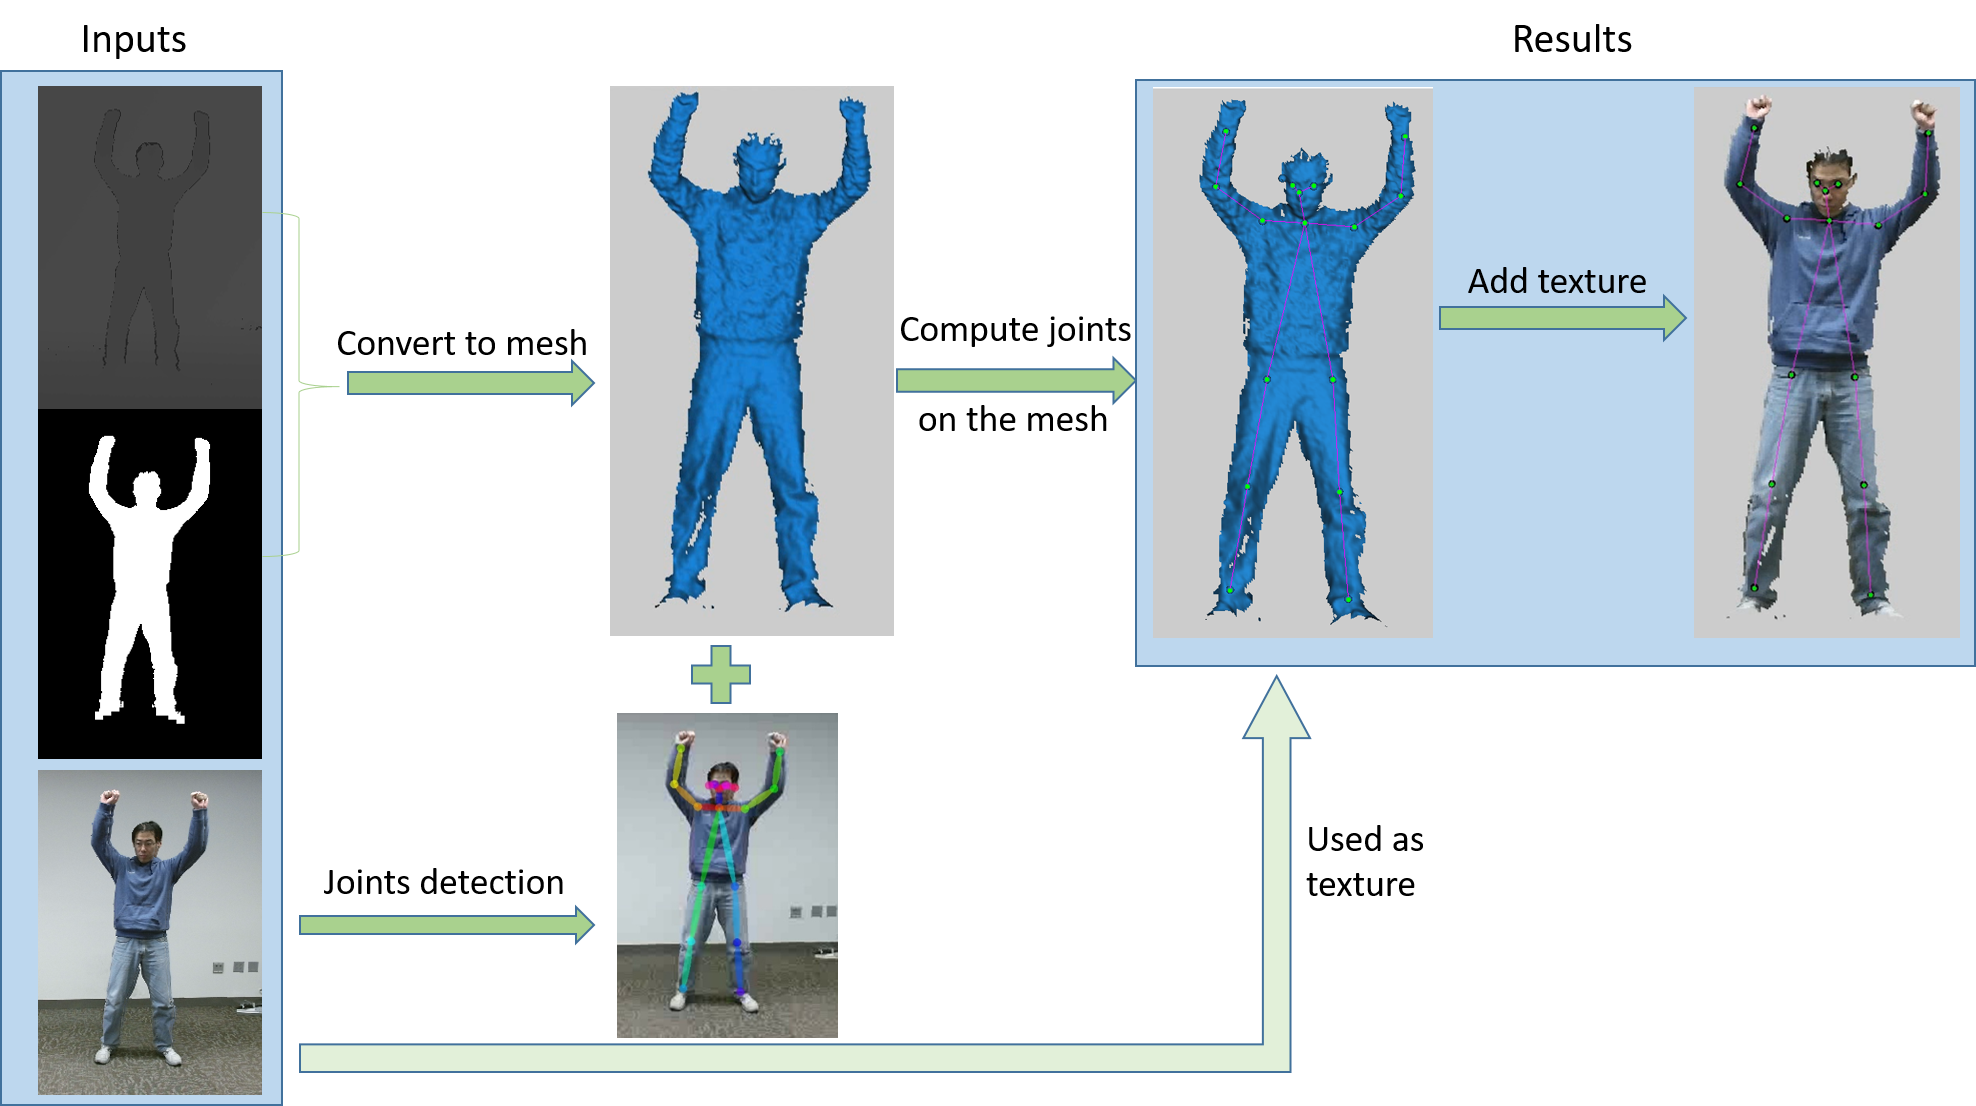 Inputs
Results
Convert to mesh
Compute joints
on the mesh
Add texture
Joints detection
Used as
texture